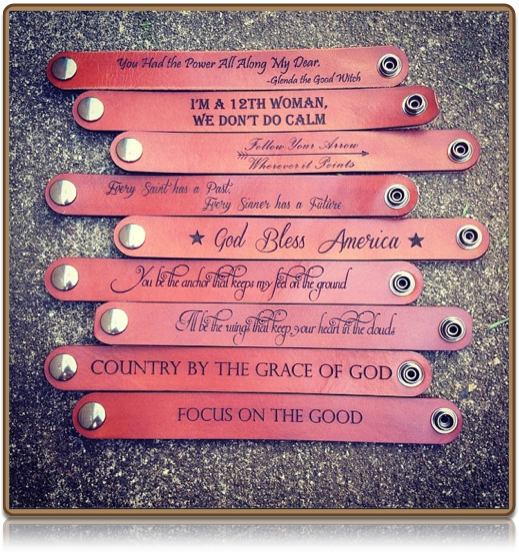 You Had the Power All Along My Dear.
-Glenda the Good Witch
I'M A 12TH WOMAN,
WE DON'T DO CALM
Follow Your Arrow
Wherever it Points
Every Saint has a Past.
Every Sinner has a Future.
★ God Bless America ★
You be the anchor that keeps my feet on the ground
I'll be the wings that keep your heart in the clouds
COUNTRY BY THE GRACE OF GOD
FOCUS ON THE GOOD